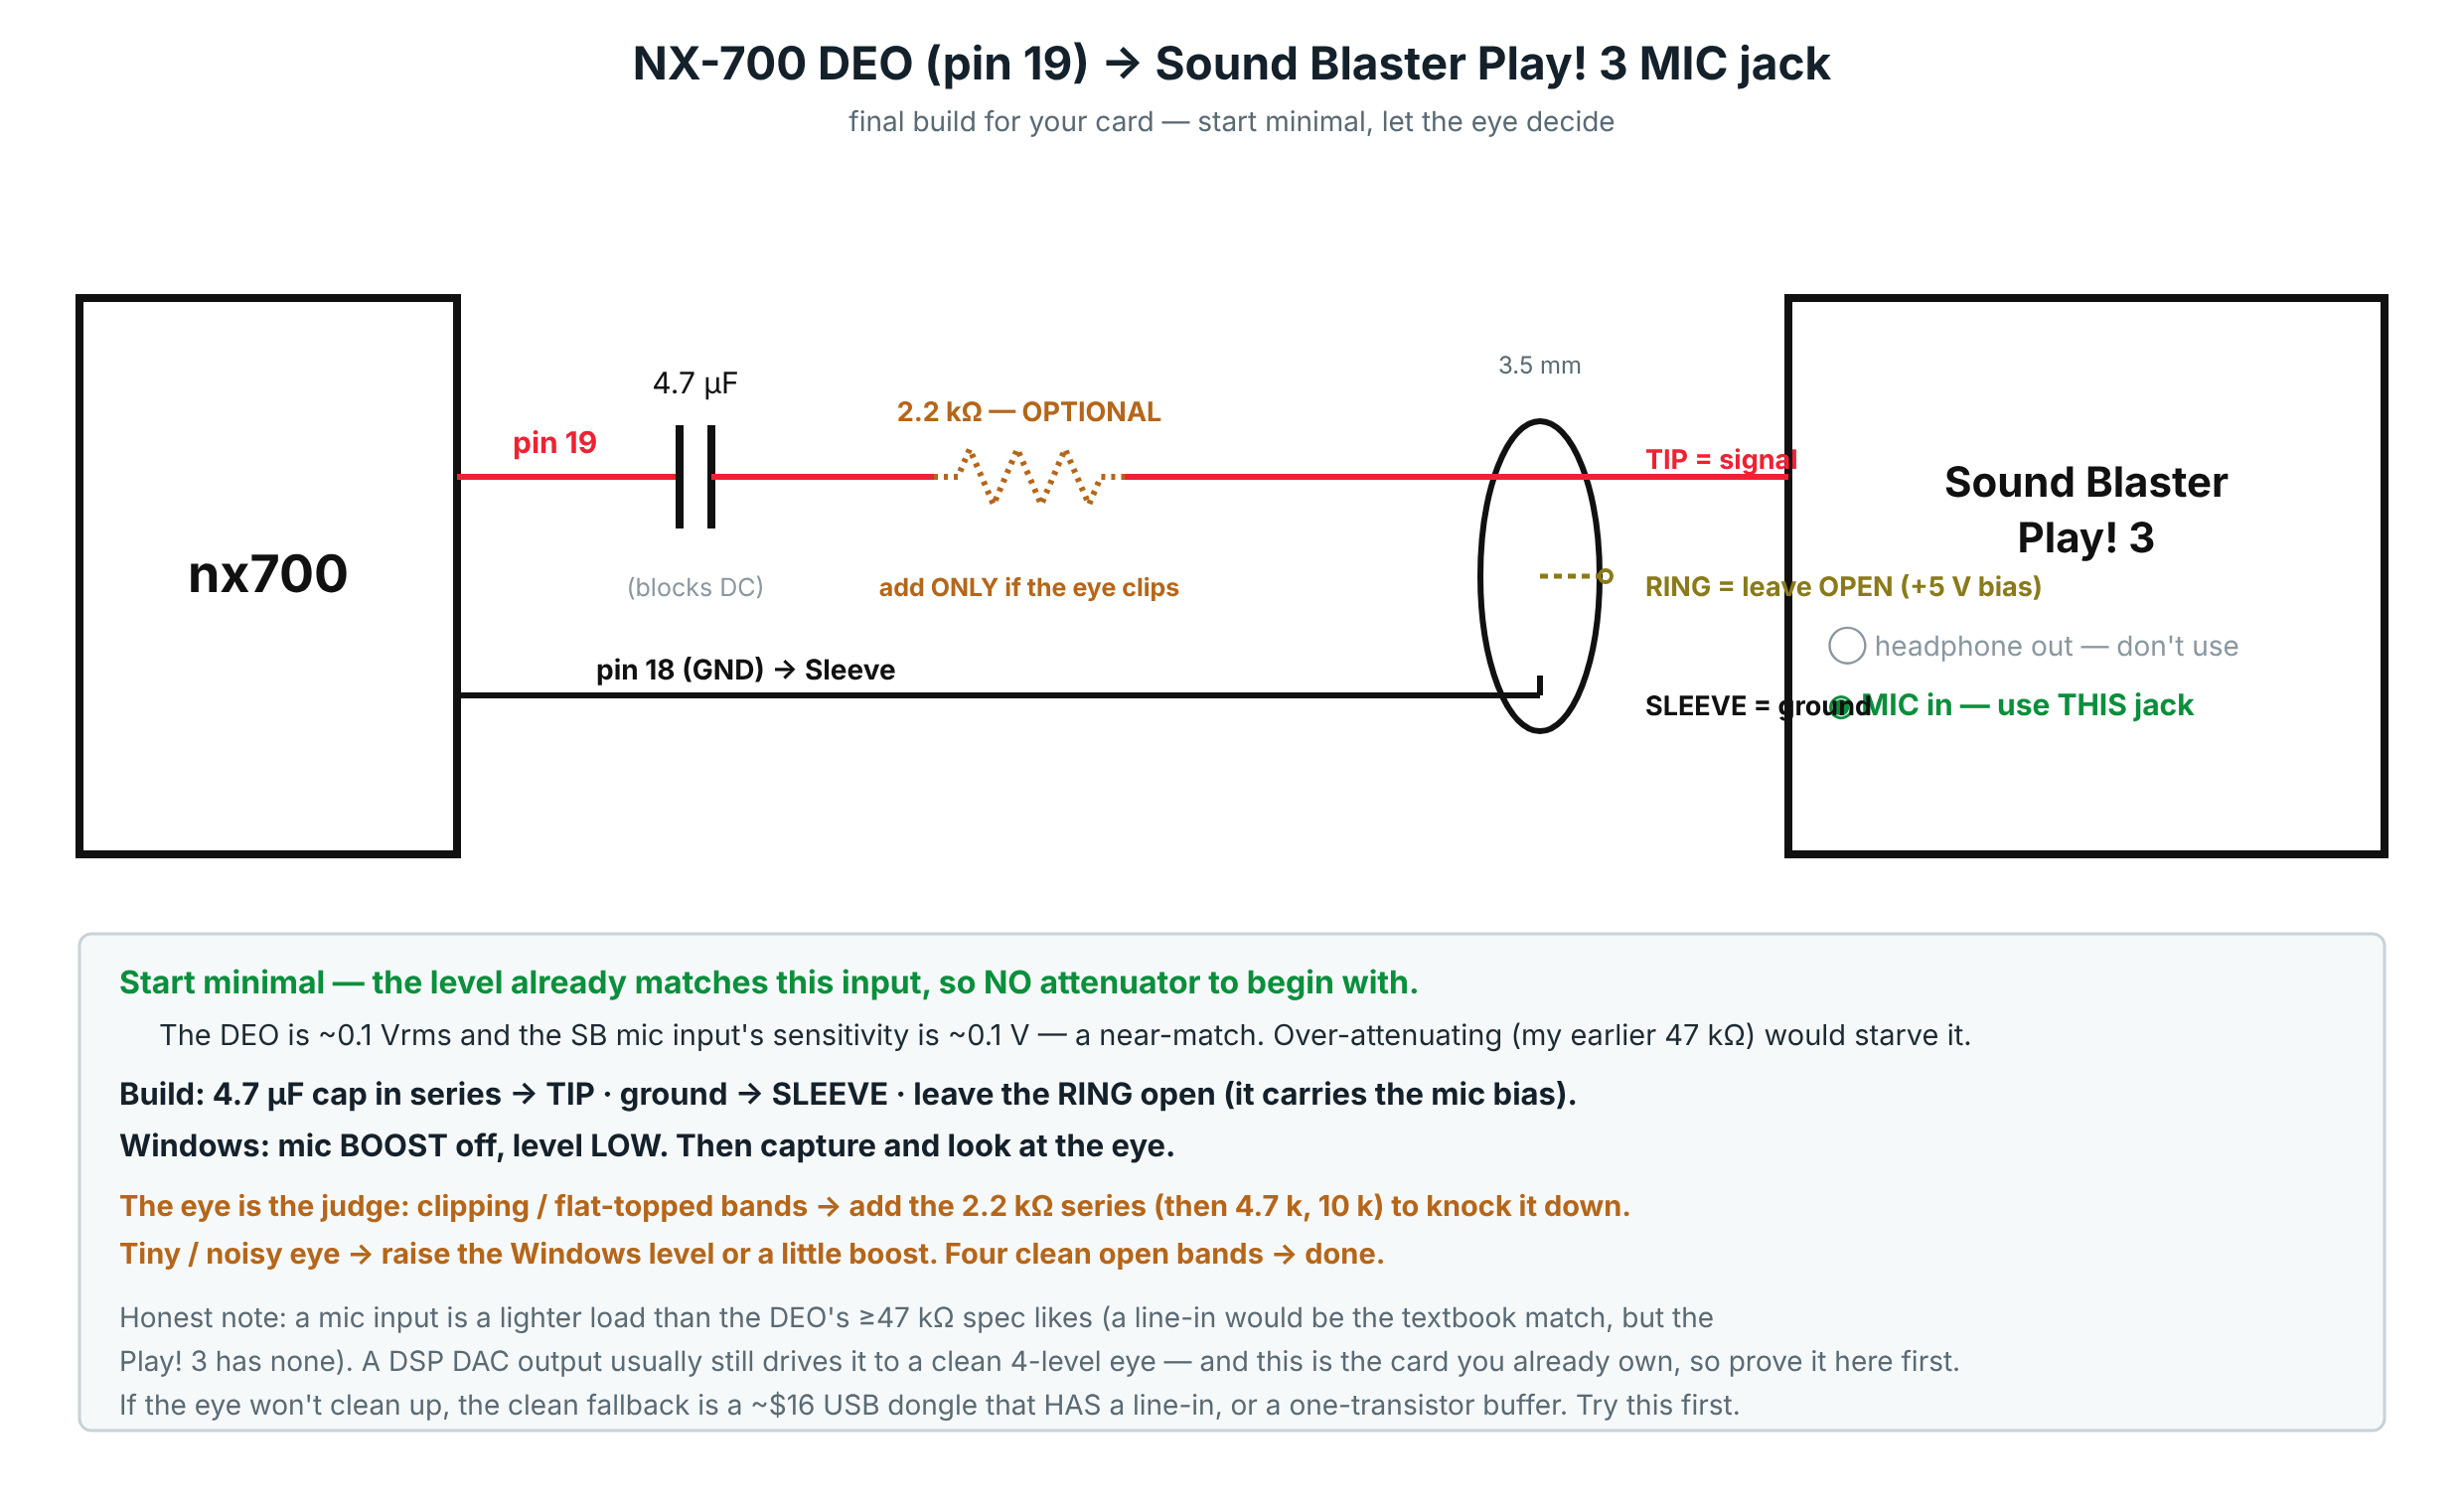 NX-700 DEO (pin 19) → Sound Blaster Play! 3 MIC jack
final build for your card — start minimal, let the eye decide
3.5 mm
4.7 µF
2.2 kΩ — OPTIONAL
pin 19
TIP = signal
Sound Blaster
Play! 3
nx700
(blocks DC)
add ONLY if the eye clips
RING = leave OPEN (+5 V bias)
headphone out — don't use
pin 18 (GND) → Sleeve
SLEEVE = ground
MIC in — use THIS jack
Start minimal — the level already matches this input, so NO attenuator to begin with.
The DEO is ~0.1 Vrms and the SB mic input's sensitivity is ~0.1 V — a near-match. Over-attenuating (my earlier 47 kΩ) would starve it.
Build: 4.7 µF cap in series → TIP · ground → SLEEVE · leave the RING open (it carries the mic bias).
Windows: mic BOOST off, level LOW. Then capture and look at the eye.
The eye is the judge: clipping / flat-topped bands → add the 2.2 kΩ series (then 4.7 k, 10 k) to knock it down.
Tiny / noisy eye → raise the Windows level or a little boost. Four clean open bands → done.
Honest note: a mic input is a lighter load than the DEO's ≥47 kΩ spec likes (a line-in would be the textbook match, but the
Play! 3 has none). A DSP DAC output usually still drives it to a clean 4-level eye — and this is the card you already own, so prove it here first.
If the eye won't clean up, the clean fallback is a ~$16 USB dongle that HAS a line-in, or a one-transistor buffer. Try this first.